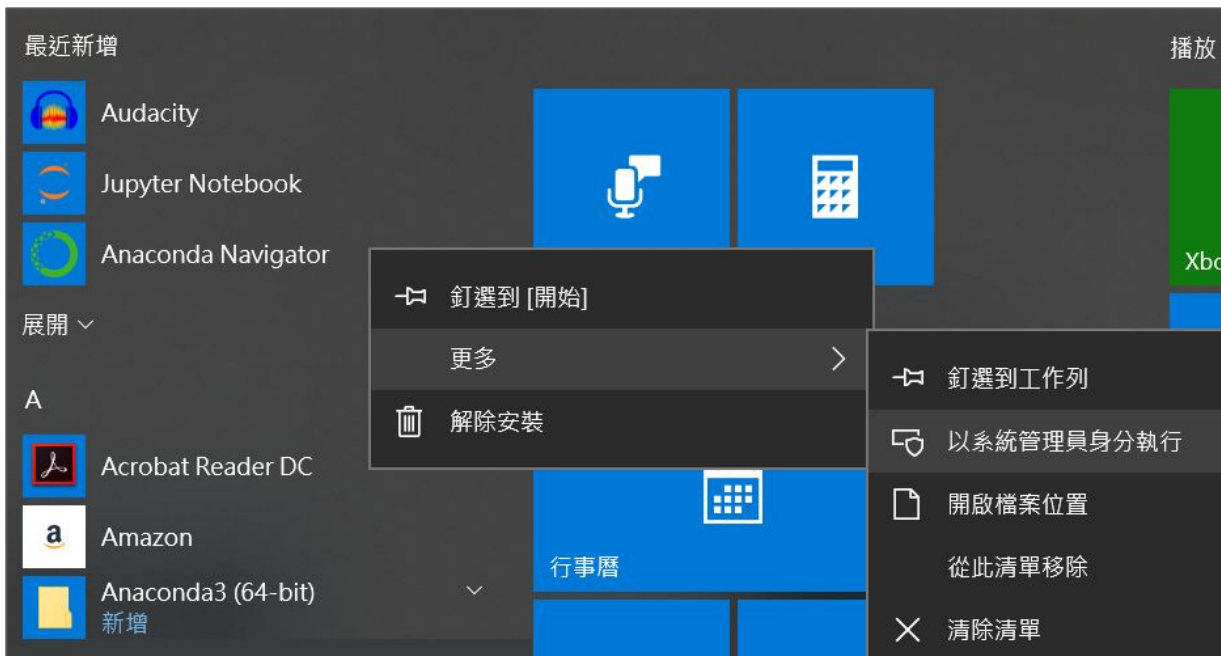 最近新增
播放
Audacity
Jupyter Notebook
Anaconda Navigator
Xbo
展開
A
Acrobat Reader DC
Amazon
Anaconda3 (64-bit)
新增
釘選到 [開始]
更多
解除安裝
行事曆
釘選到工作列
以系統管理員身分執行
開啟檔案位置
從此清單移除
清除清單